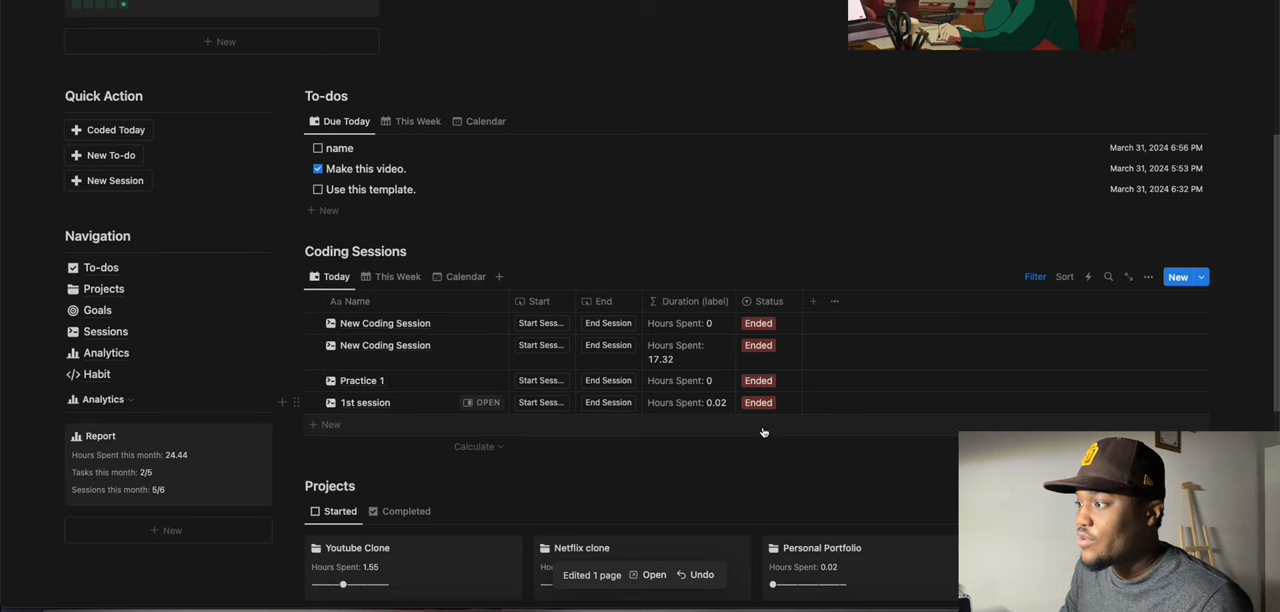 + New
Quick Action
Coded Today
New To-do
New Session
Navigation
To-dos
Projects
Goals
Sessions
Analytics
Habit
Analytics
Report
Hours Spent this month: 24.44
Tasks this month: 2/5
Sessions this month: 5/6
+ New
To-dos
Due Today This Week Calendar
name March 31, 2024 6:56 PM
Make this video. March 31, 2024 5:53 PM
Use this template. March 31, 2024 6:32 PM
+ New
Coding Sessions
Today This Week Calendar + Filter Sort New
Aa Name Start End Σ Duration (label) Status + •••
New Coding Session Start Sess... End Session Hours Spent: 0 Ended
New Coding Session Start Sess... End Session Hours Spent: 17.32 Ended
Practice 1 Start Sess... End Session Hours Spent: 0 Ended
1st session OPEN Start Sess... End Session Hours Spent: 0.02 Ended
+ New
Calculate
Projects
Started Completed
Youtube Clone Netflix clone Personal Portfolio
Hours Spent: 1.55 Hours Spent: 0.02
Edited 1 page Open Undo